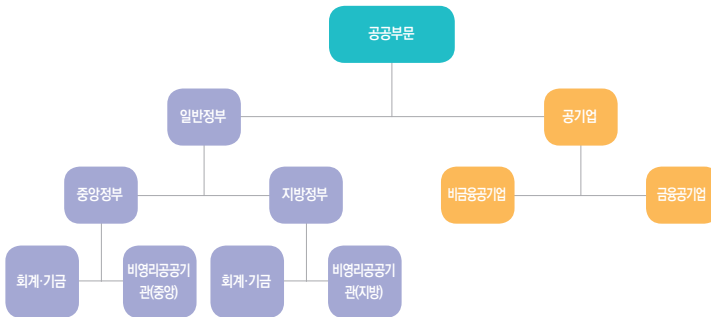 공공부문
일반정부
공기업
중앙정부
지방정부
비금융공기업
금융공기업
회계·기금
비영리공공기
관(중앙)
회계·기금
비영리공공기
관(지방)